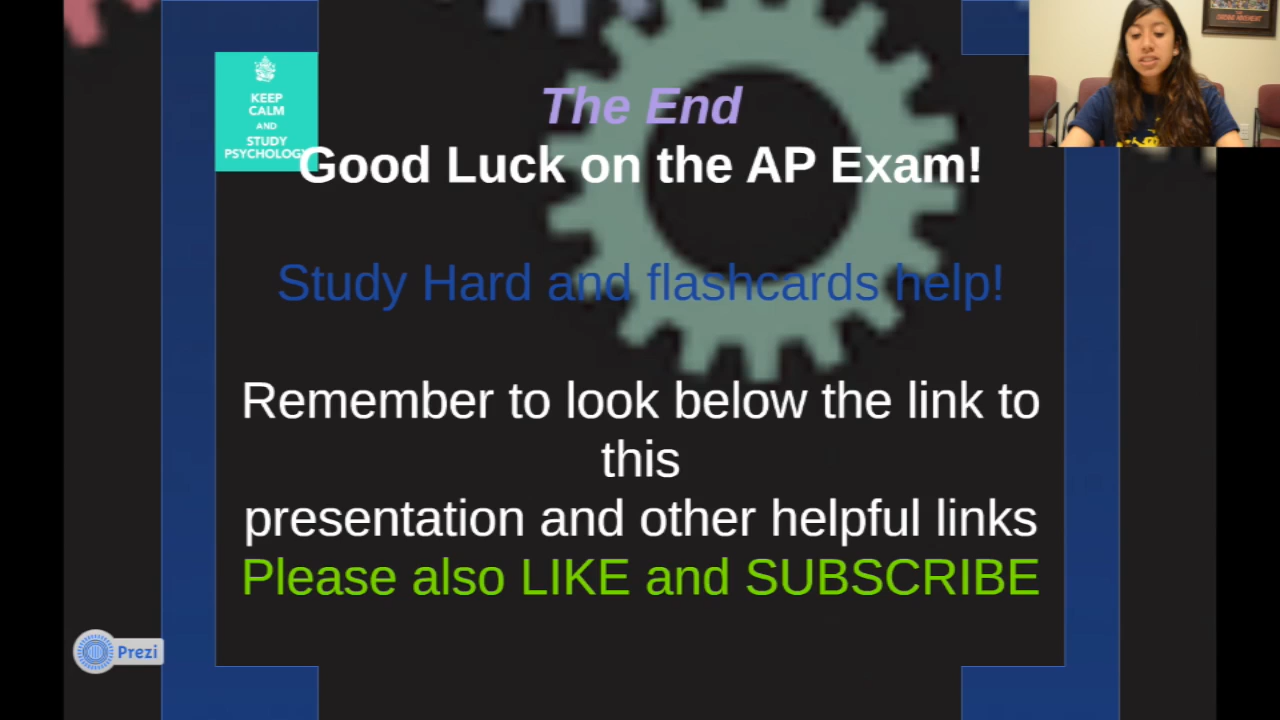 KEEP
CALM
AND
STUDY
PSYCHOLOGY
The End
Good Luck on the AP Exam!
Study Hard and flashcards help!
Remember to look below the link to
this
presentation and other helpful links
Please also LIKE and SUBSCRIBE
Prezi